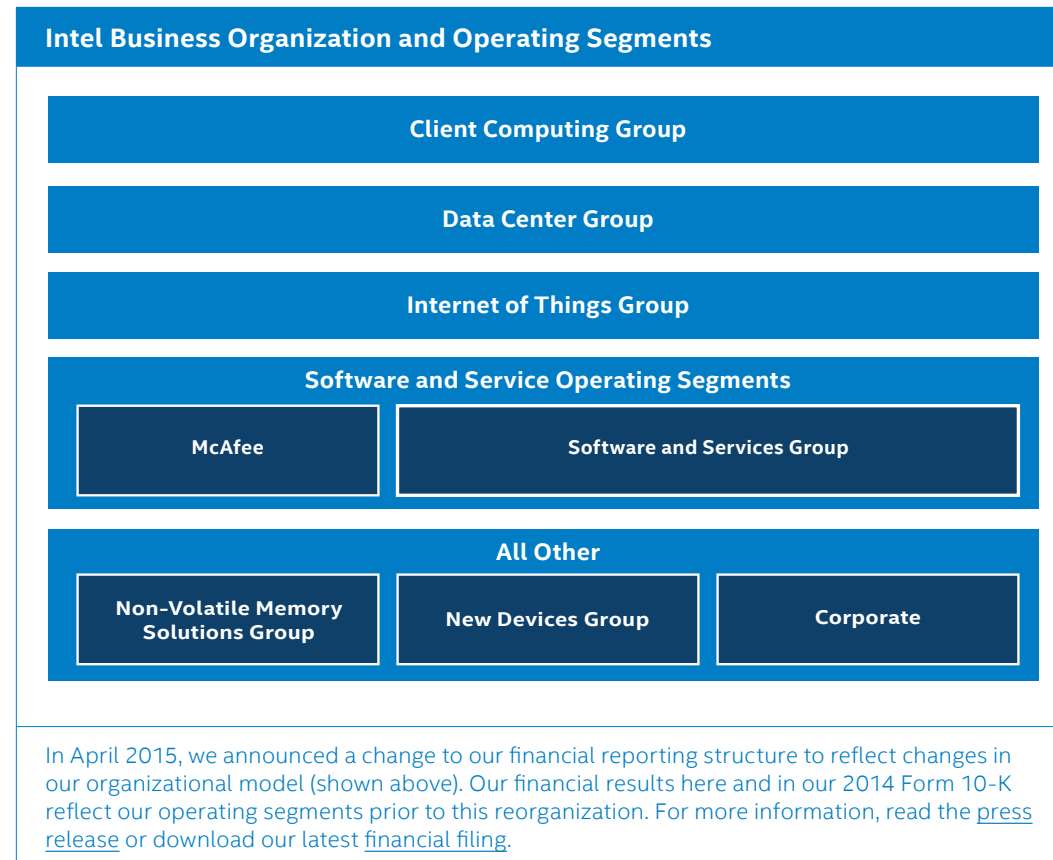 Intel Business Organization and Operating Segments
Client Computing Group
Data Center Group
Internet of Things Group
Software and Service Operating Segments
McAfee
Software and Services Group
All Other
Non-Volatile Memory
Solutions Group
New Devices Group
Corporate
In April 2015, we announced a change to our financial reporting structure to reflect changes in
our organizational model (shown above). Our financial results here and in our 2014 Form 10-K
reflect our operating segments prior to this reorganization. For more information, read the press
release or download our latest financial filing.